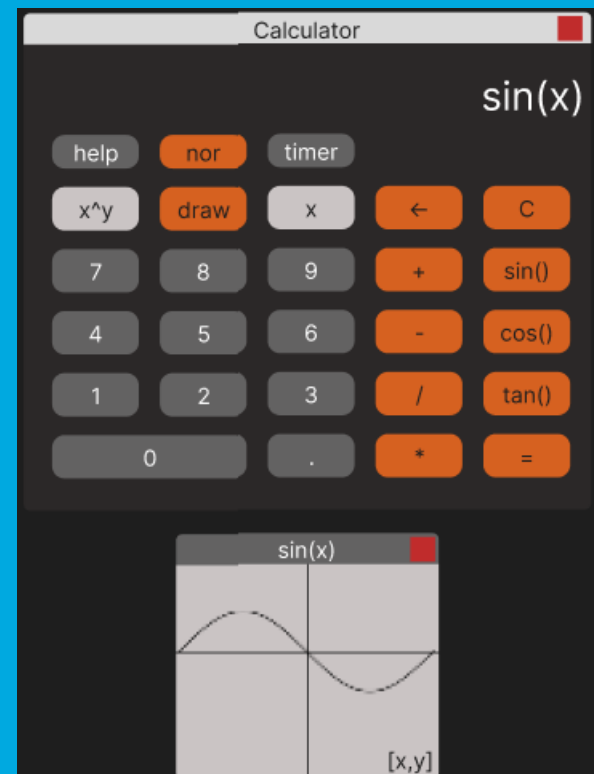 Calculator
sin(x)
help nor timer
x^y draw x ← C
7 8 9 + sin()
4 5 6 - cos()
1 2 3 / tan()
0 . * =
sin(x)
[x,y]